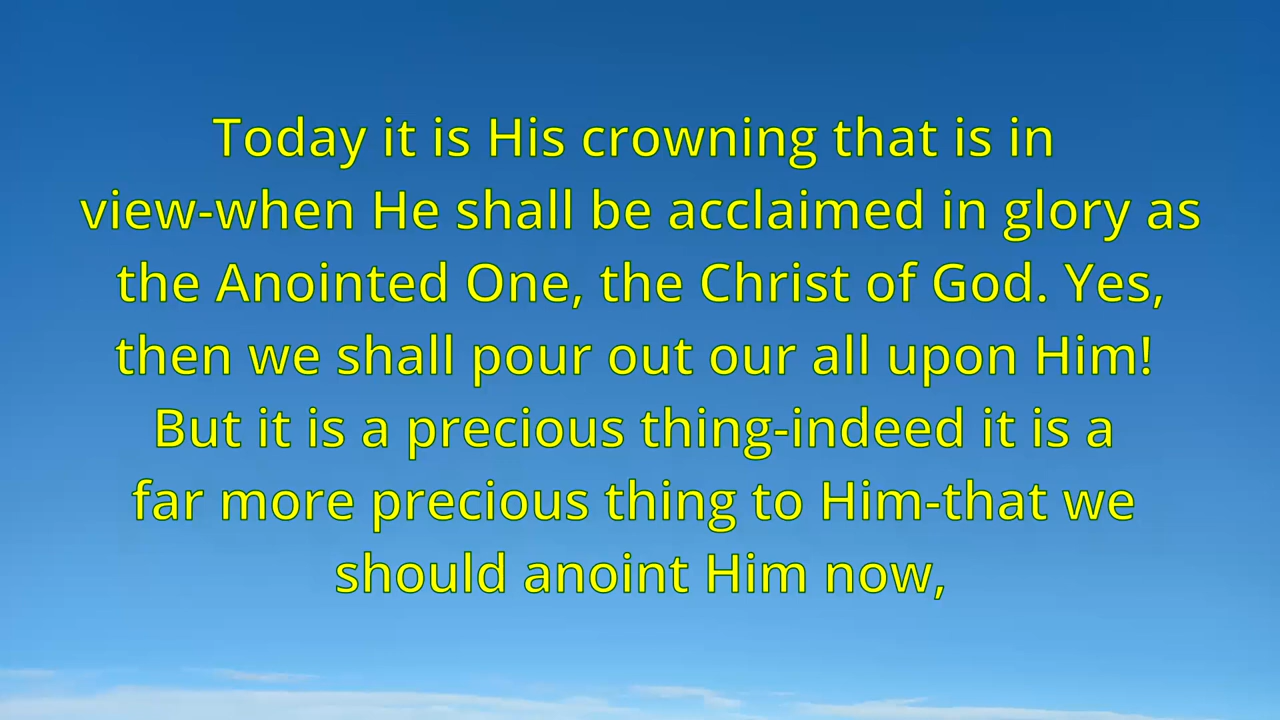 Today it is His crowning that is in
view-when He shall be acclaimed in glory as
the Anointed One, the Christ of God. Yes,
then we shall pour out our all upon Him!
But it is a precious thing-indeed it is a
far more precious thing to Him-that we
should anoint Him now,